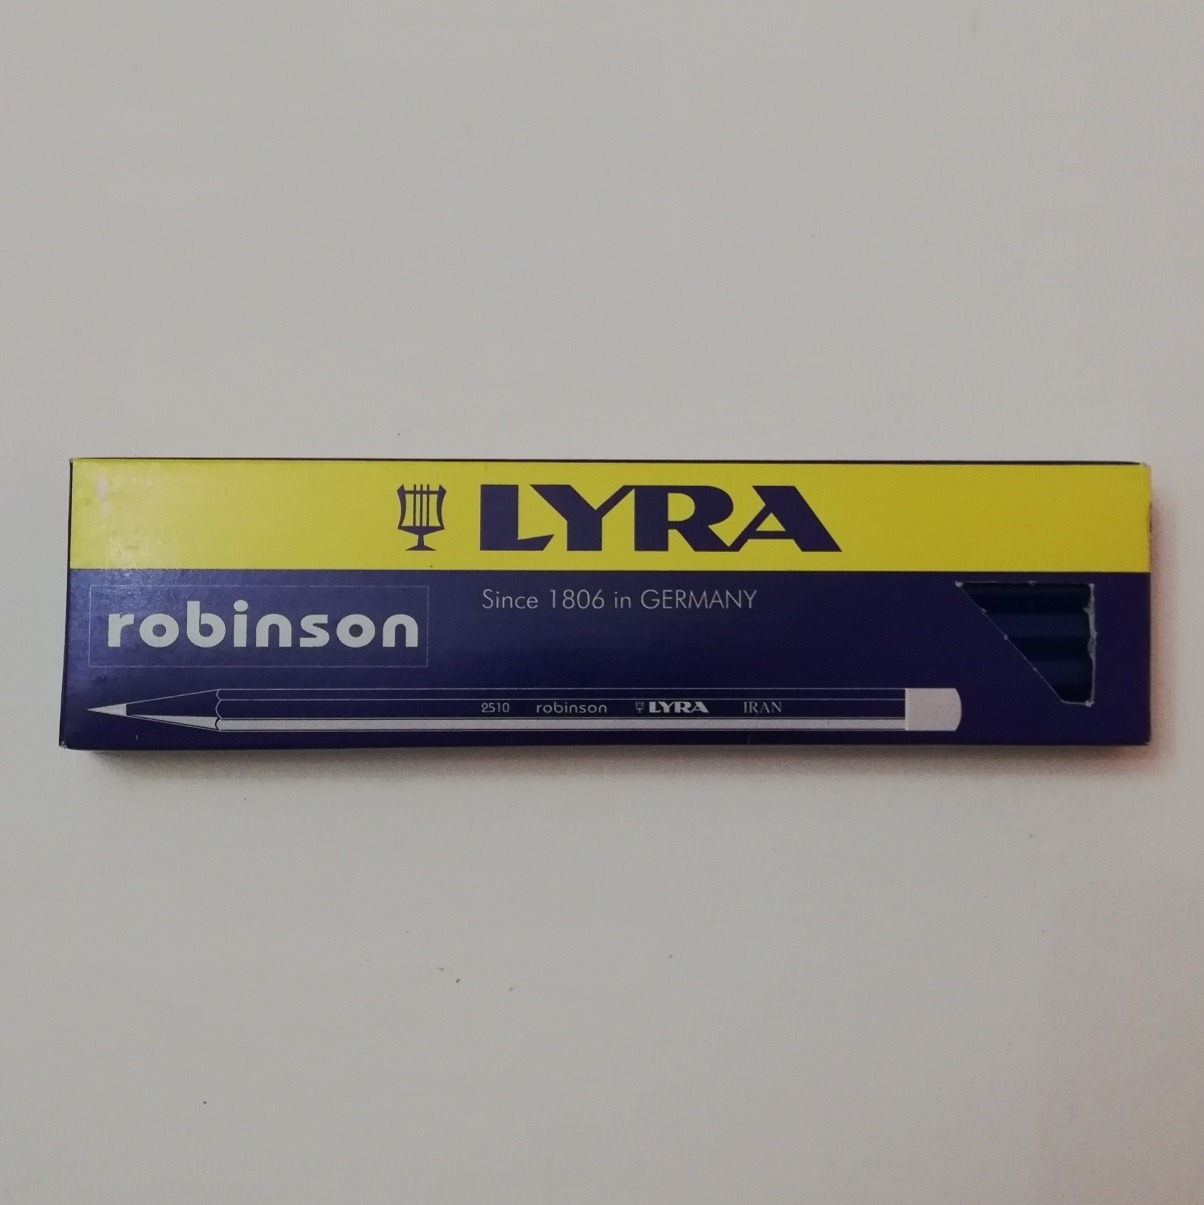 LYRA
Since 1806 in GERMANY
robinson
2510 robinson LYRA IRAN